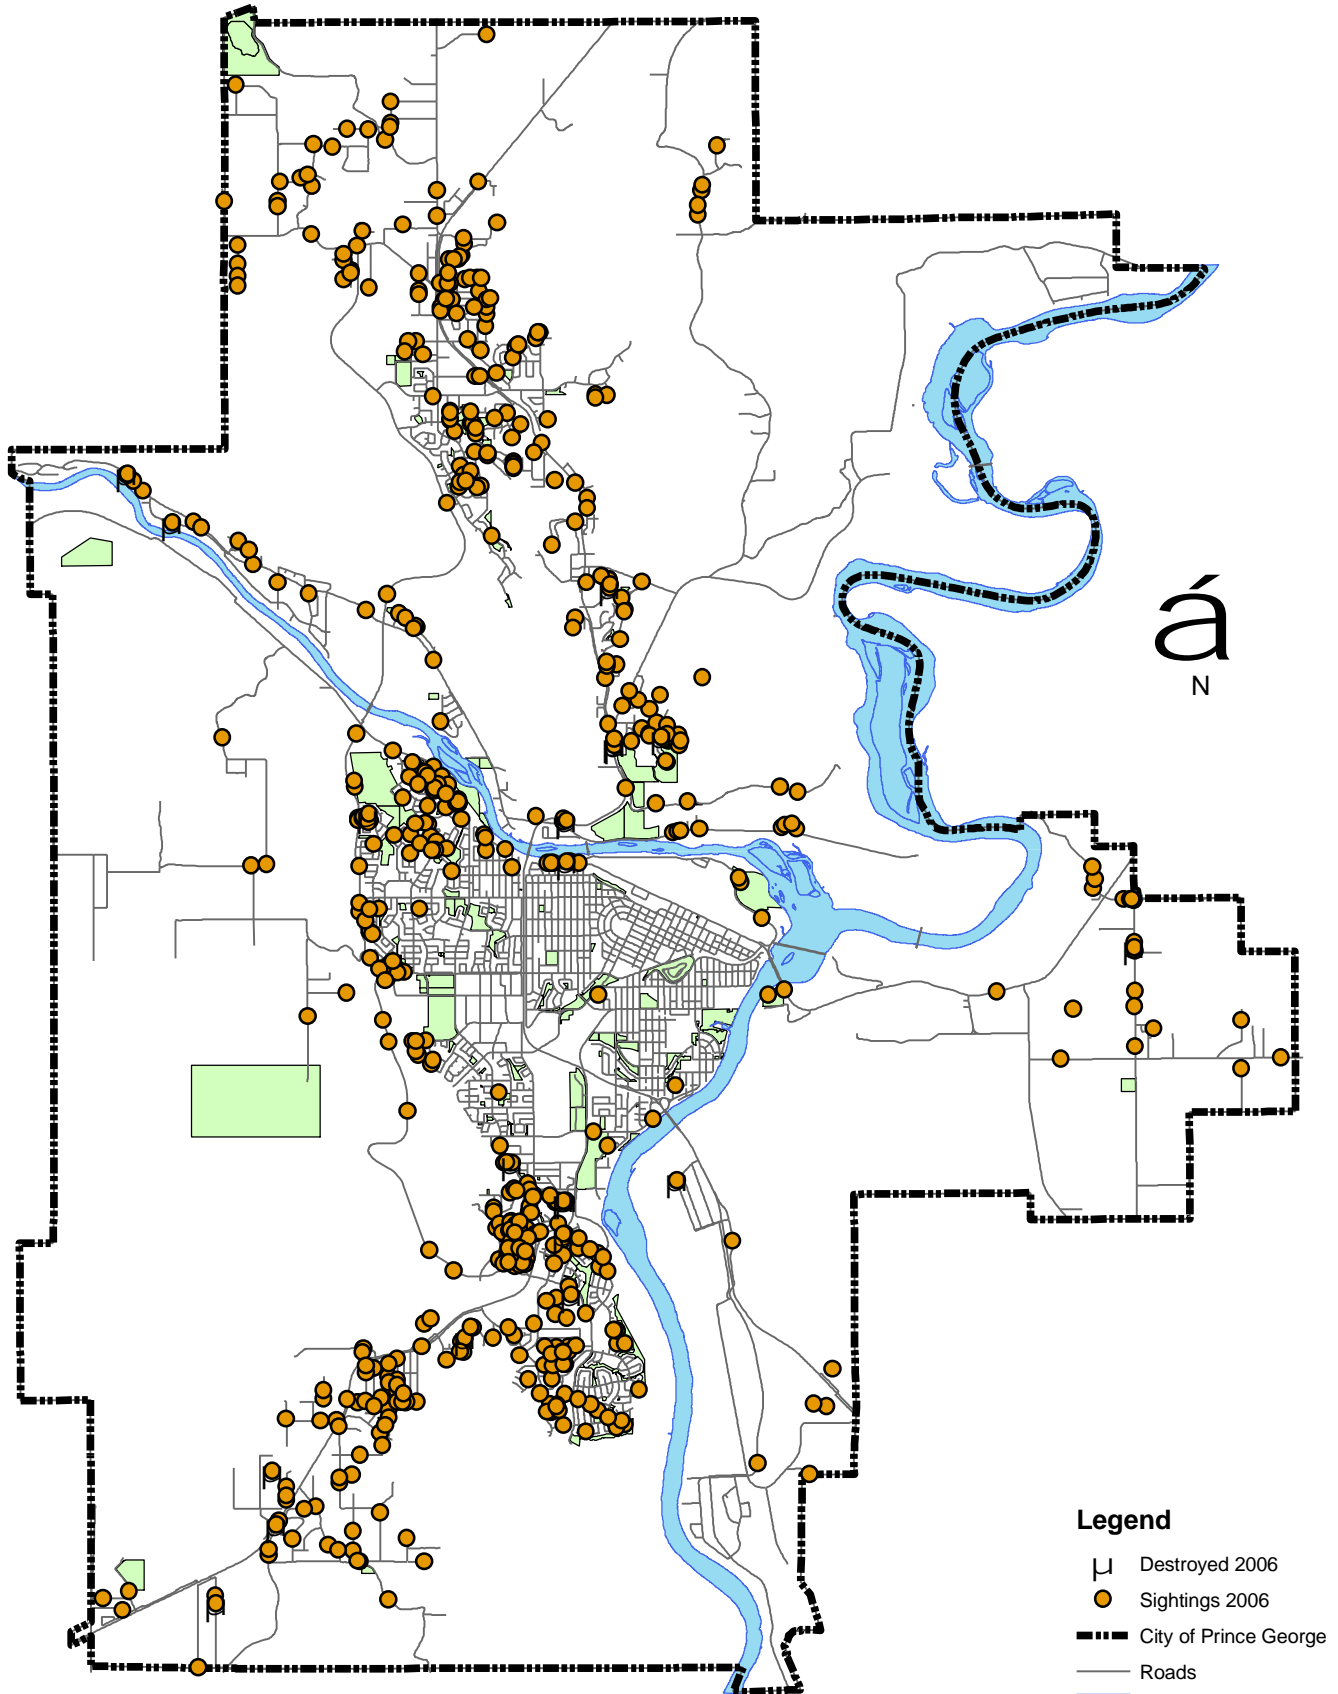 á
N
Legend
µ Destroyed 2006
Sightings 2006
City of Prince George
Roads